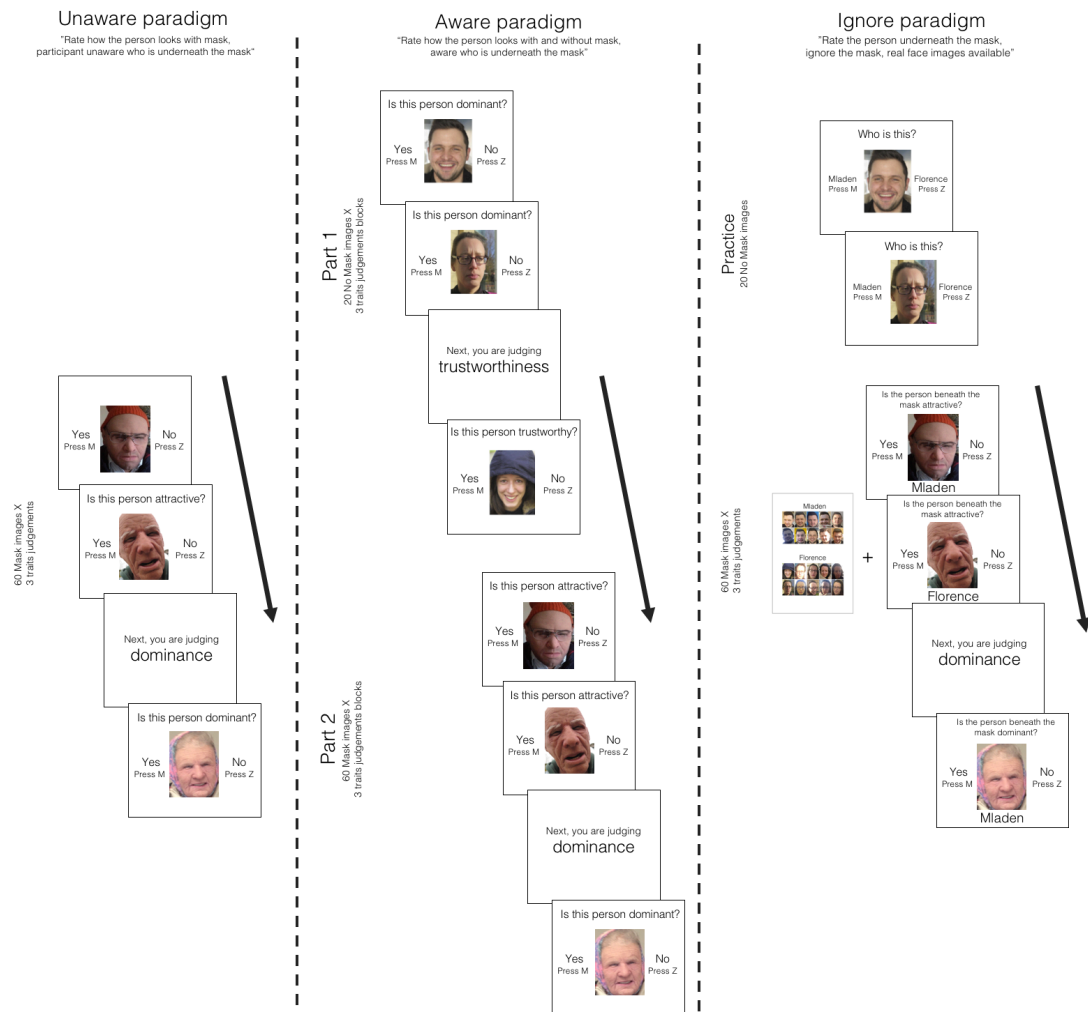 Unaware paradigm
"Rate how the person looks with mask,
participant unaware who is underneath the mask"
60 Mask images X
3 traits judgements
Yes
Press M
No
Press Z
Is this person attractive?
Yes
Press M
No
Press Z
Next, you are judging
dominance
Is this person dominant?
Yes
Press M
No
Press Z
Aware paradigm
"Rate how the person looks with and without mask,
aware who is underneath the mask"
Part 1
20 No Mask images X
3 traits judgements blocks
Is this person dominant?
Yes
Press M
No
Press Z
Is this person dominant?
Yes
Press M
No
Press Z
Next, you are judging
trustworthiness
Is this person trustworthy?
Yes
Press M
No
Press Z
Part 2
60 Mask images X
3 traits judgements blocks
Is this person attractive?
Yes
Press M
No
Press Z
Is this person attractive?
Yes
Press M
No
Press Z
Next, you are judging
dominance
Is this person dominant?
Yes
Press M
No
Press Z
Ignore paradigm
"Rate the person underneath the mask,
ignore the mask, real face images available"
Practice
20 No Mask images
Who is this?
Mladen
Press M
Florence
Press Z
Who is this?
Mladen
Press M
Florence
Press Z
60 Mask images X
3 traits judgements
Mladen
Florence
+
Is the person beneath the
mask attractive?
Yes
Press M
No
Press Z
Mladen
Is the person beneath the
mask attractive?
Yes
Press M
No
Press Z
Florence
Next, you are judging
dominance
Is the person beneath the
mask dominant?
Yes
Press M
No
Press Z
Mladen